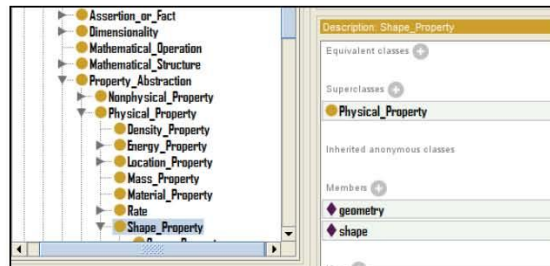 Assertion_or_Fact
Dimensionality
Mathematical_Operation
Mathematical_Structure
Property_Abstraction
Nonphysical_Property
Physical_Property
Density_Property
Energy_Property
Location_Property
Mass_Property
Material_Property
Rate
Shape_Property
Description: Shape_Property
Equivalent classes
Superclasses
Physical_Property
Inherited anonymous classes
Members
geometry
shape